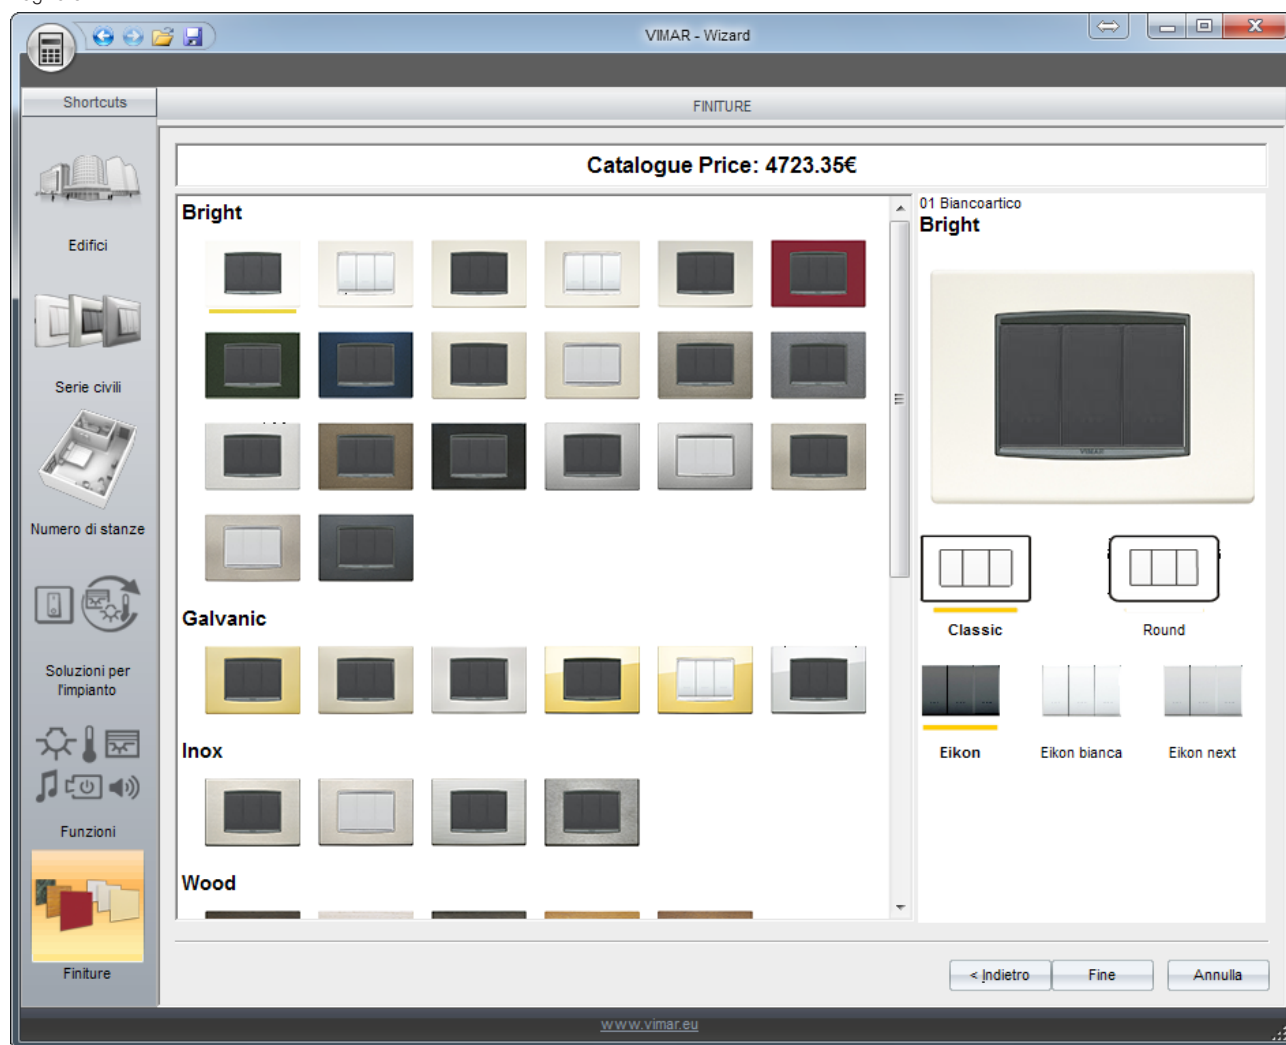 VIMAR - Wizard
Shortcuts
FINITURE
Catalogue Price: 4723.35€
Edifici
Serie civili
Numero di stanze
Soluzioni per
l'impianto
Funzioni
Finiture
Bright
Galvanic
Inox
Wood
01 Biancoartico
Bright
VIMAR
Classic
Round
Eikon
Eikon bianca
Eikon next
< Indietro
Fine
Annulla
www.vimar.eu